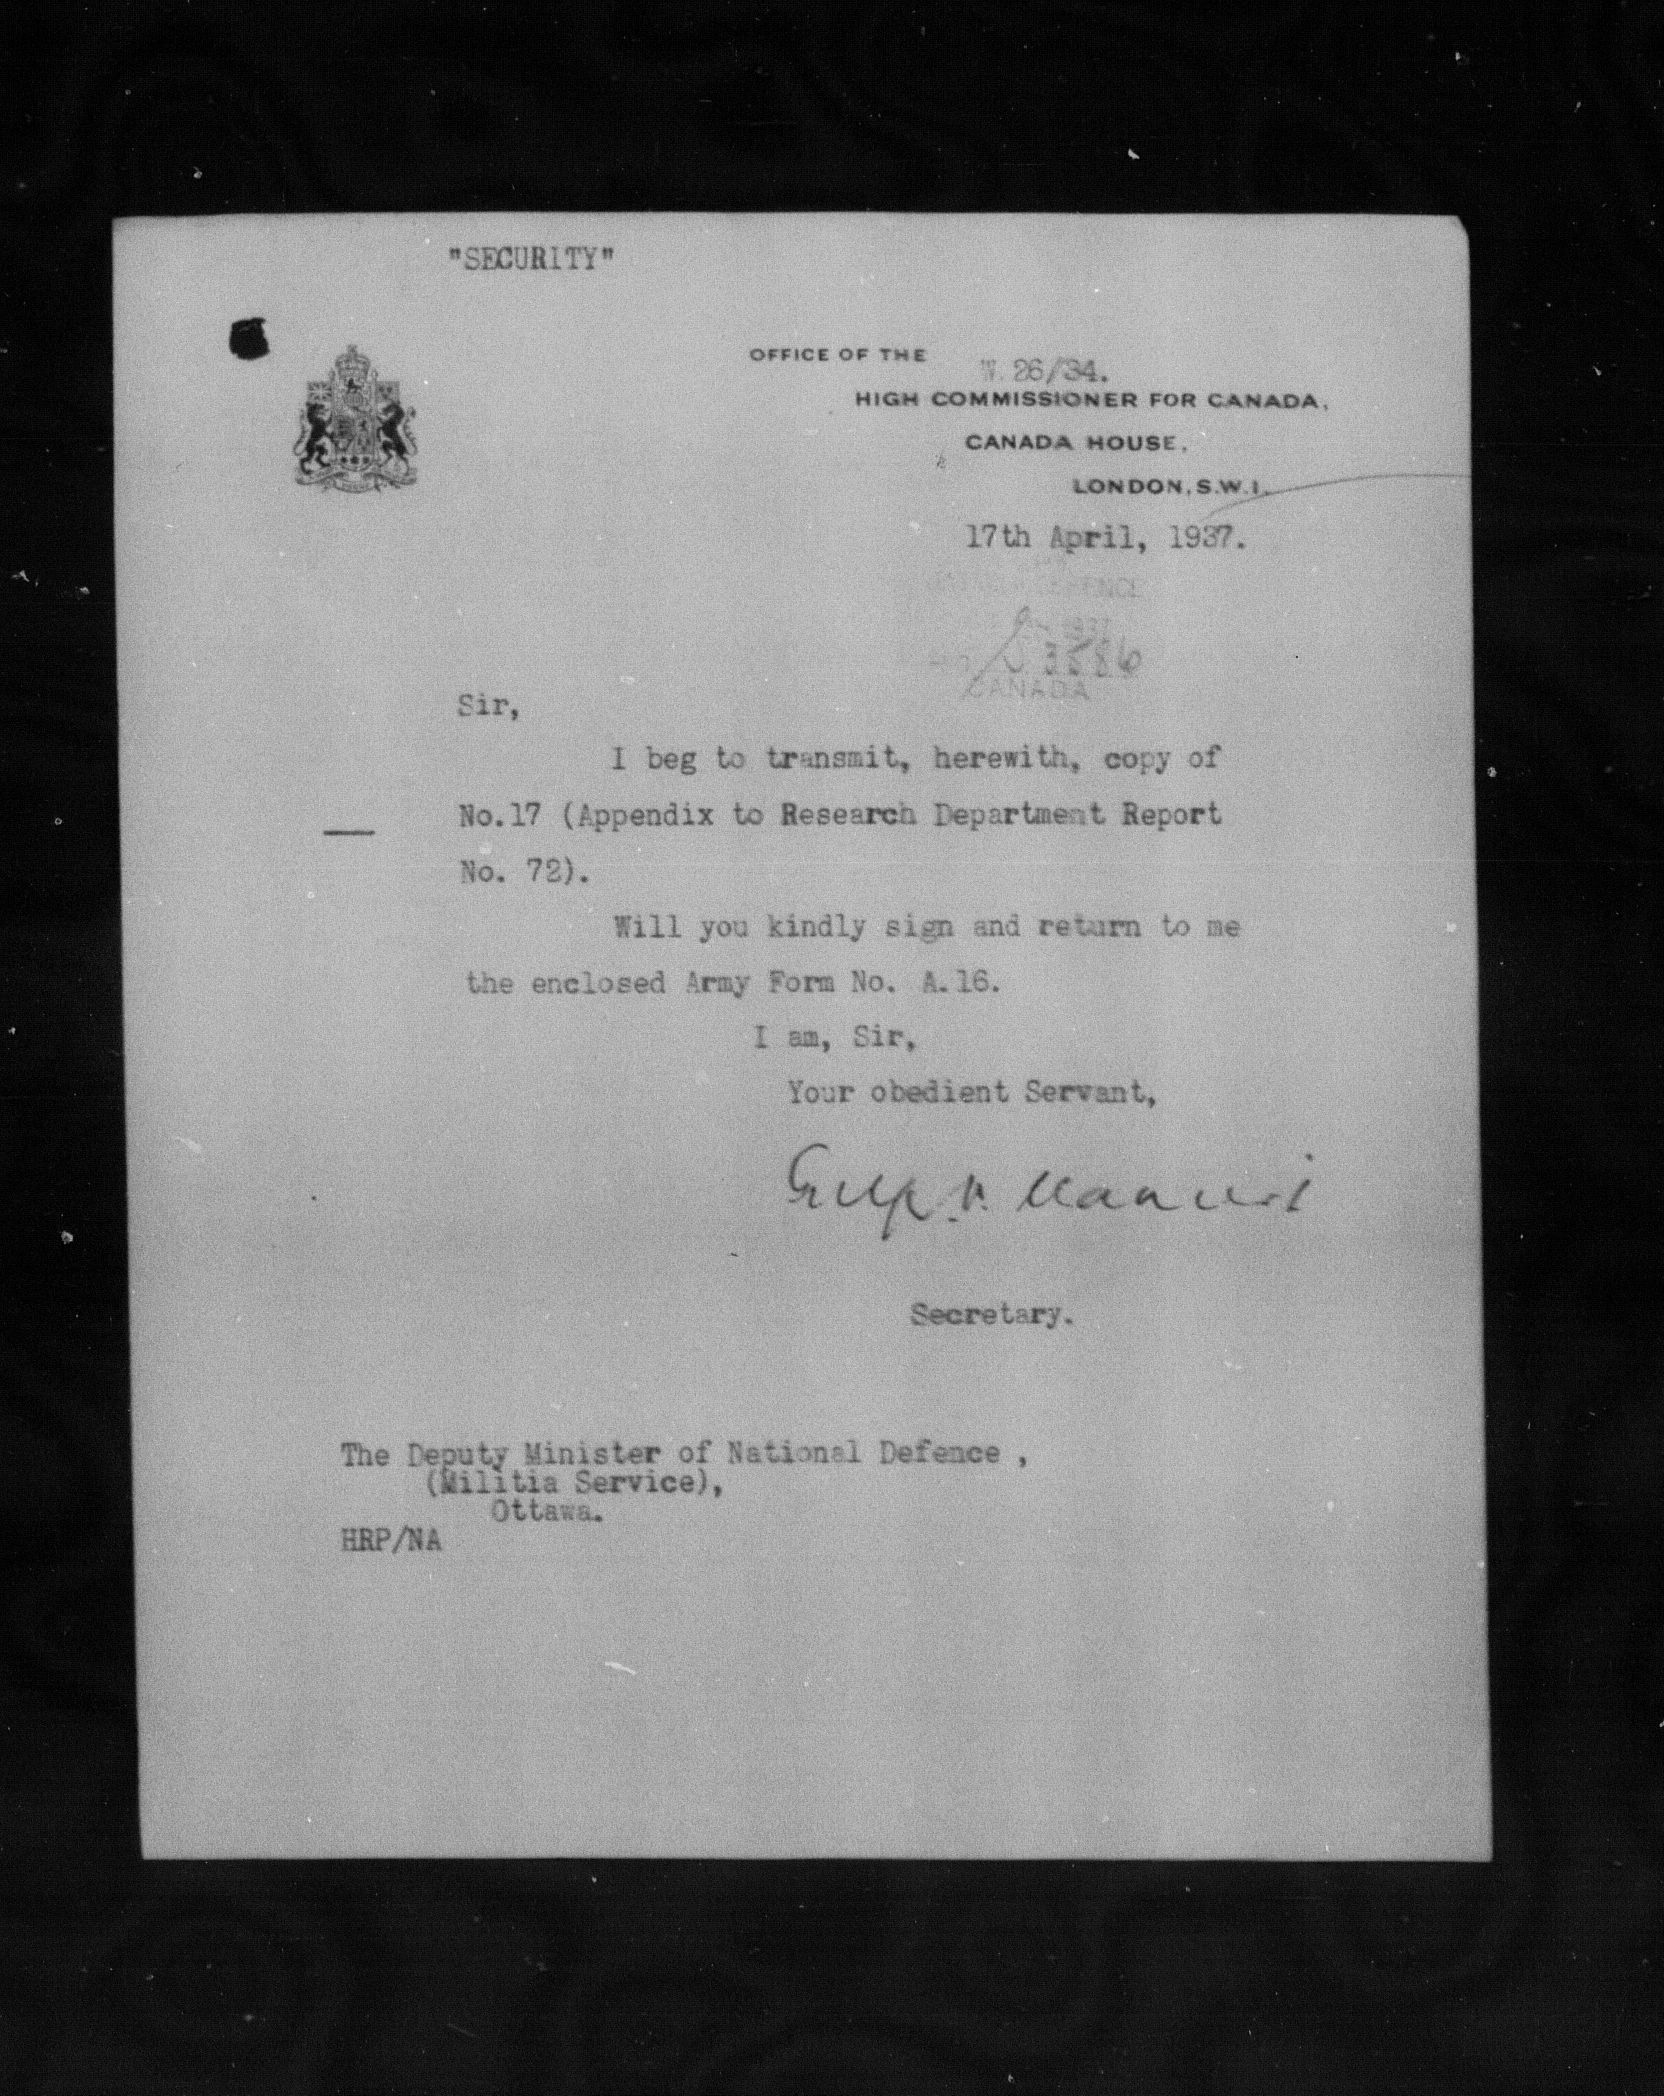 "SECURITY"
OFFICE OF THE
W. 26/34.
HIGH COMMISSIONER FOR CANADA,
CANADA HOUSE,
LONDON, S.W.1.
17th April, 1937.
CANADA
Sir,
I beg to transmit, herewith, copy of
No.17 (Appendix to Research Department Report
No. 72).
Will you kindly sign and return to me
the enclosed Army Form No. A.16.
I am, Sir,
Your obedient Servant,
Secretary.
The Deputy Minister of National Defence ,
(Militia Service),
Ottawa.
HRP/NA